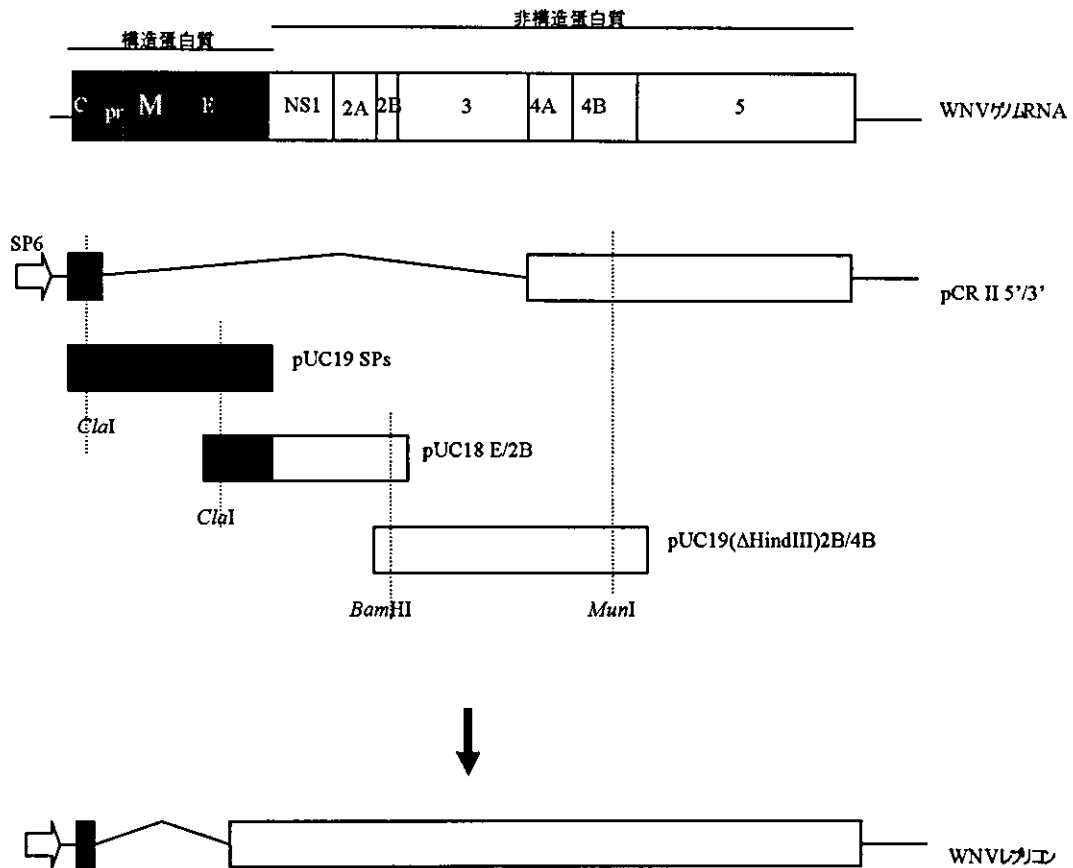 非構造蛋白質
構造蛋白質
C pr M E NS1 2A 2B 3 4A 4B 5
WNVゲノムRNA
SP6
pCR II 5’/3’
pUC19 SPs
ClaI
pUC18 E/2B
ClaI
pUC19(ΔHindIII)2B/4B
BamHI
MunI
WNVレプリコン